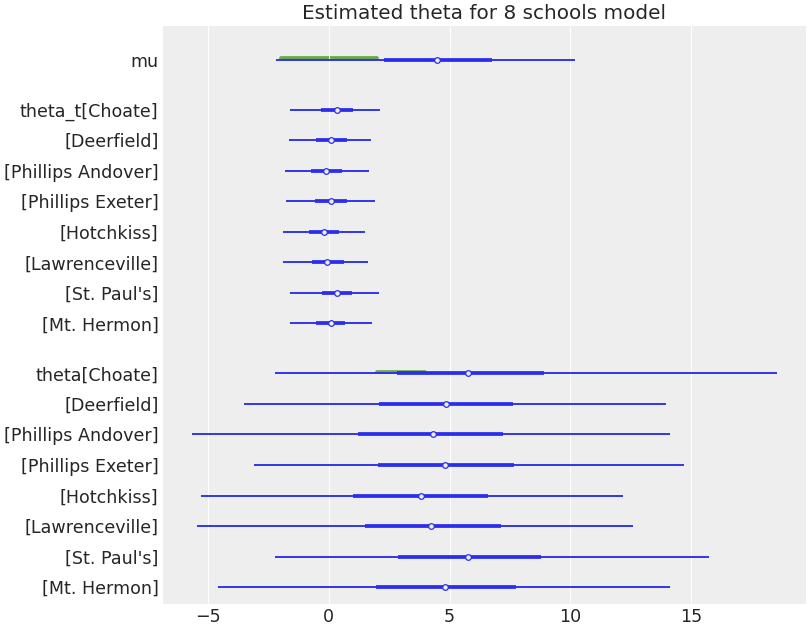 Estimated theta for 8 schools model
mu
theta_t[Choate]
[Deerfield]
[Phillips Andover]
[Phillips Exeter]
[Hotchkiss]
[Lawrenceville]
[St. Paul's]
[Mt. Hermon]
theta[Choate]
[Deerfield]
[Phillips Andover]
[Phillips Exeter]
[Hotchkiss]
[Lawrenceville]
[St. Paul's]
[Mt. Hermon]
−5 0 5 10 15